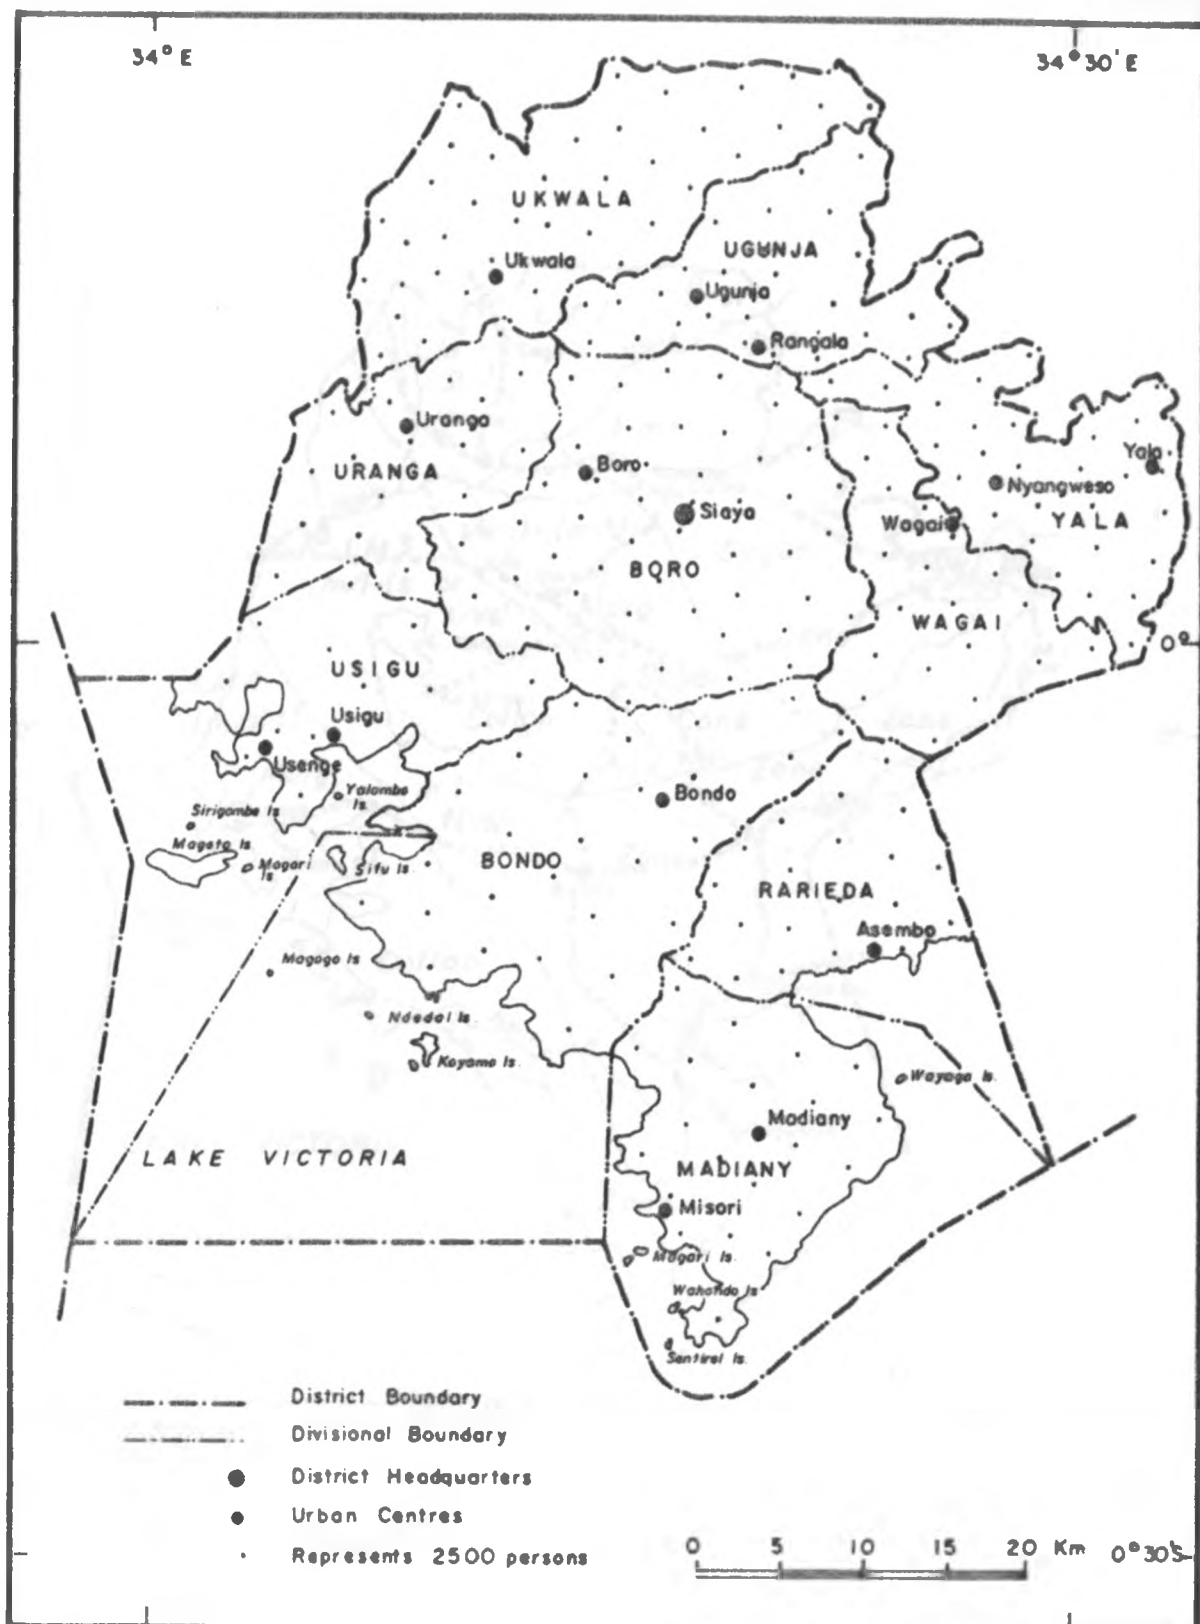 34° E
34° 30' E
UKWALA
Ukwala
UGUNJA
Ugunja
Rangala
Uranga
URANGA
Boro
Siaya
BORO
Yala
Nyangweso
YALA
Wagai
WAGAI
0°
USIGU
Usigu
Usenge
Yalombe
Is.
Sirigombe Is.
Mageta Is.
Magari
Is.
Sifu Is.
Bondo
BONDO
RARIEDA
Asembo
Magogo Is
Ndedal Is.
Koyamo Is.
Wayaga Is.
LAKE VICTORIA
Madiany
MADIANY
Misori
Magari Is.
Wahondo Is
Sentirel Is.
District Boundary
Divisional Boundary
District Headquarters
Urban Centres
Represents 2500 persons
0 5 10 15 20 Km
0° 30'S